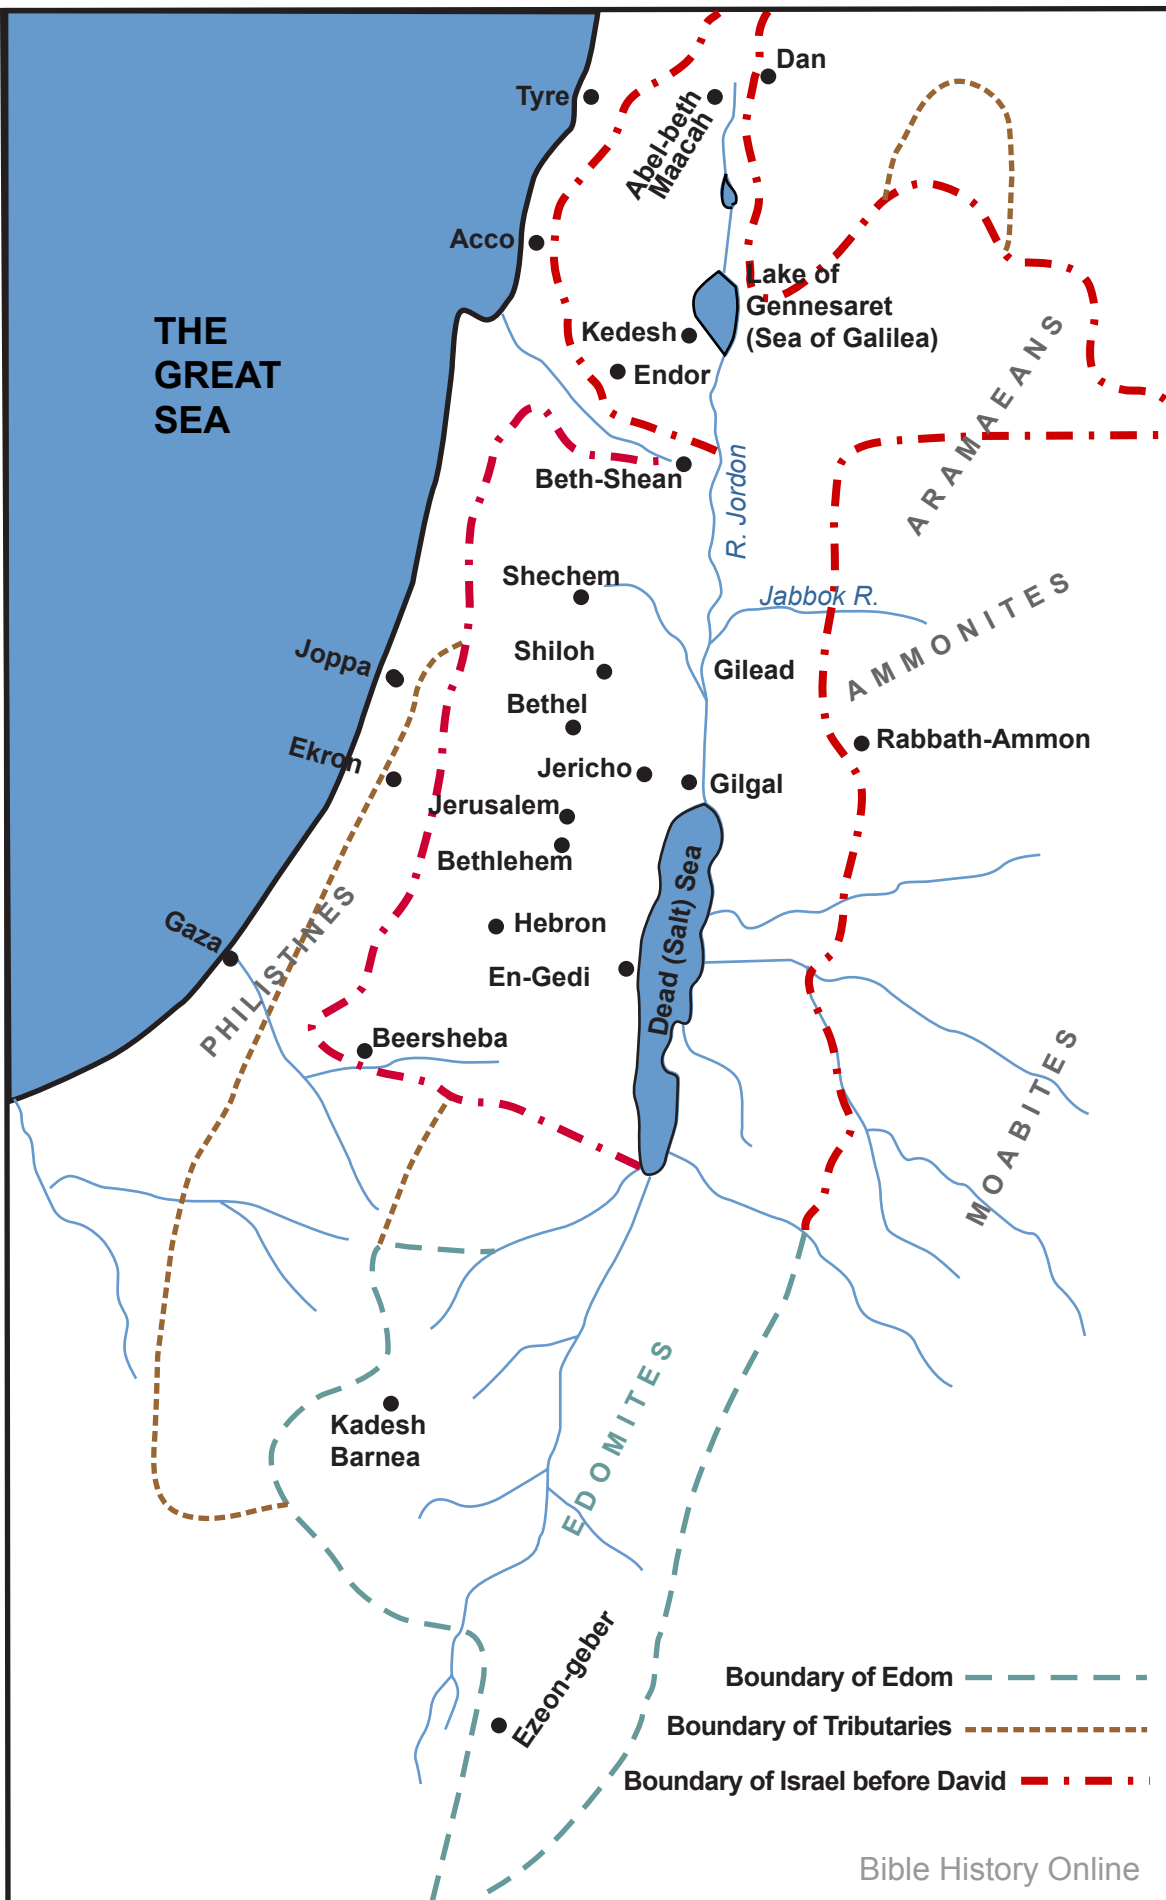 Dan
Tyre
Abel-beth
Maacah
Acco
Lake of
Gennesaret
(Sea of Galilea)
THE
GREAT
SEA
Kedesh
Endor
ARAMAEANS
Beth-Shean
R. Jordon
Shechem
Jabbok R.
AMMONITES
Joppa
Shiloh
Gilead
Bethel
Ekron
Rabbath-Ammon
Jericho
Gilgal
Jerusalem
Bethlehem
Dead (Salt) Sea
Gaza
PHILISTINES
Hebron
En-Gedi
Beersheba
MOABITES
EDOMITES
Kadesh
Barnea
Ezeon-geber
Boundary of Edom
Boundary of Tributaries
Boundary of Israel before David
Bible History Online